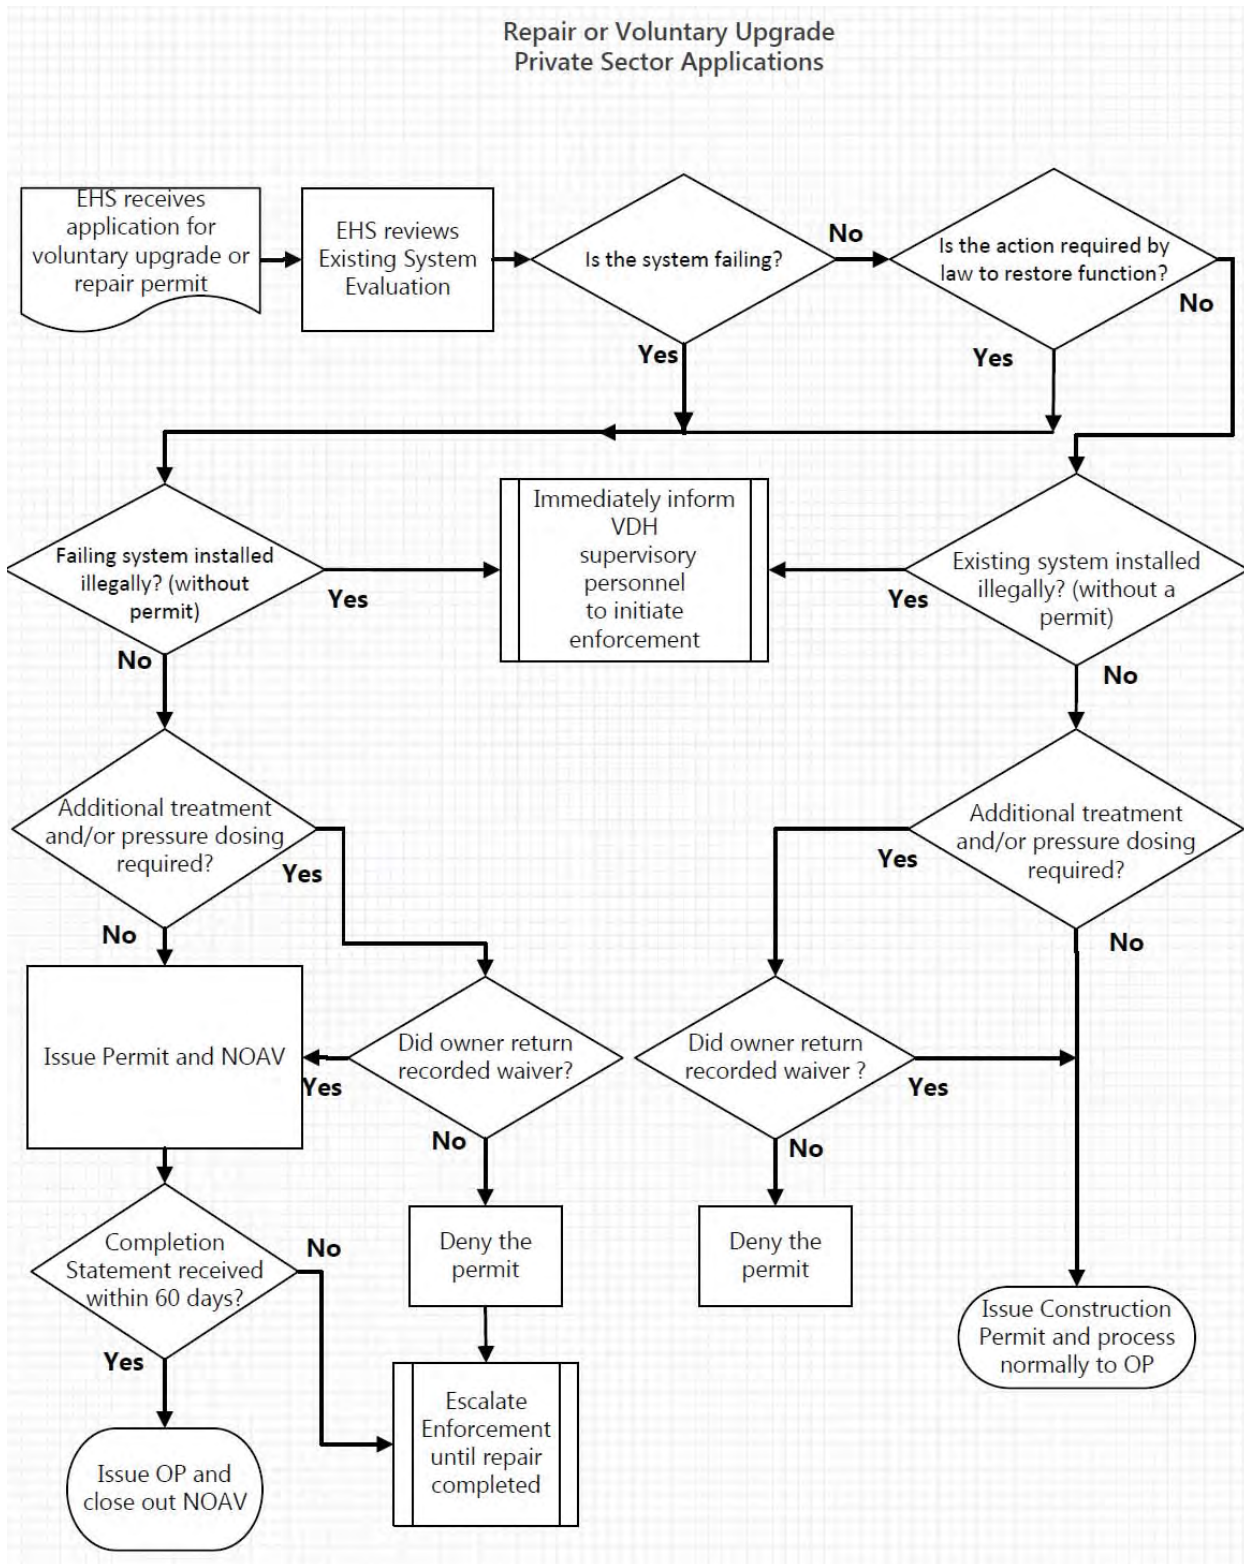 Repair or Voluntary Upgrade
Private Sector Applications
EHS receives
application for
voluntary upgrade or
repair permit
EHS reviews
Existing System
Evaluation
Is the system failing?
No
Is the action required by
law to restore function?
No
Yes
Yes
Failing system installed
illegally? (without
permit)
Yes
Immediately inform
VDH
supervisory
personnel
to initiate
enforcement
Yes
Existing system installed
illegally? (without a
permit)
No
No
Additional treatment
and/or pressure dosing
required?
Yes
No
Additional treatment
and/or pressure dosing
required?
Yes
No
Issue Permit and NOAV
Did owner return
recorded waiver?
Yes
No
Did owner return
recorded waiver ?
Yes
No
Completion
Statement received
within 60 days?
No
Yes
Deny the
permit
Deny the
permit
Issue Construction
Permit and process
normally to OP
Escalate
Enforcement
until repair
completed
Issue OP and
close out NOAV